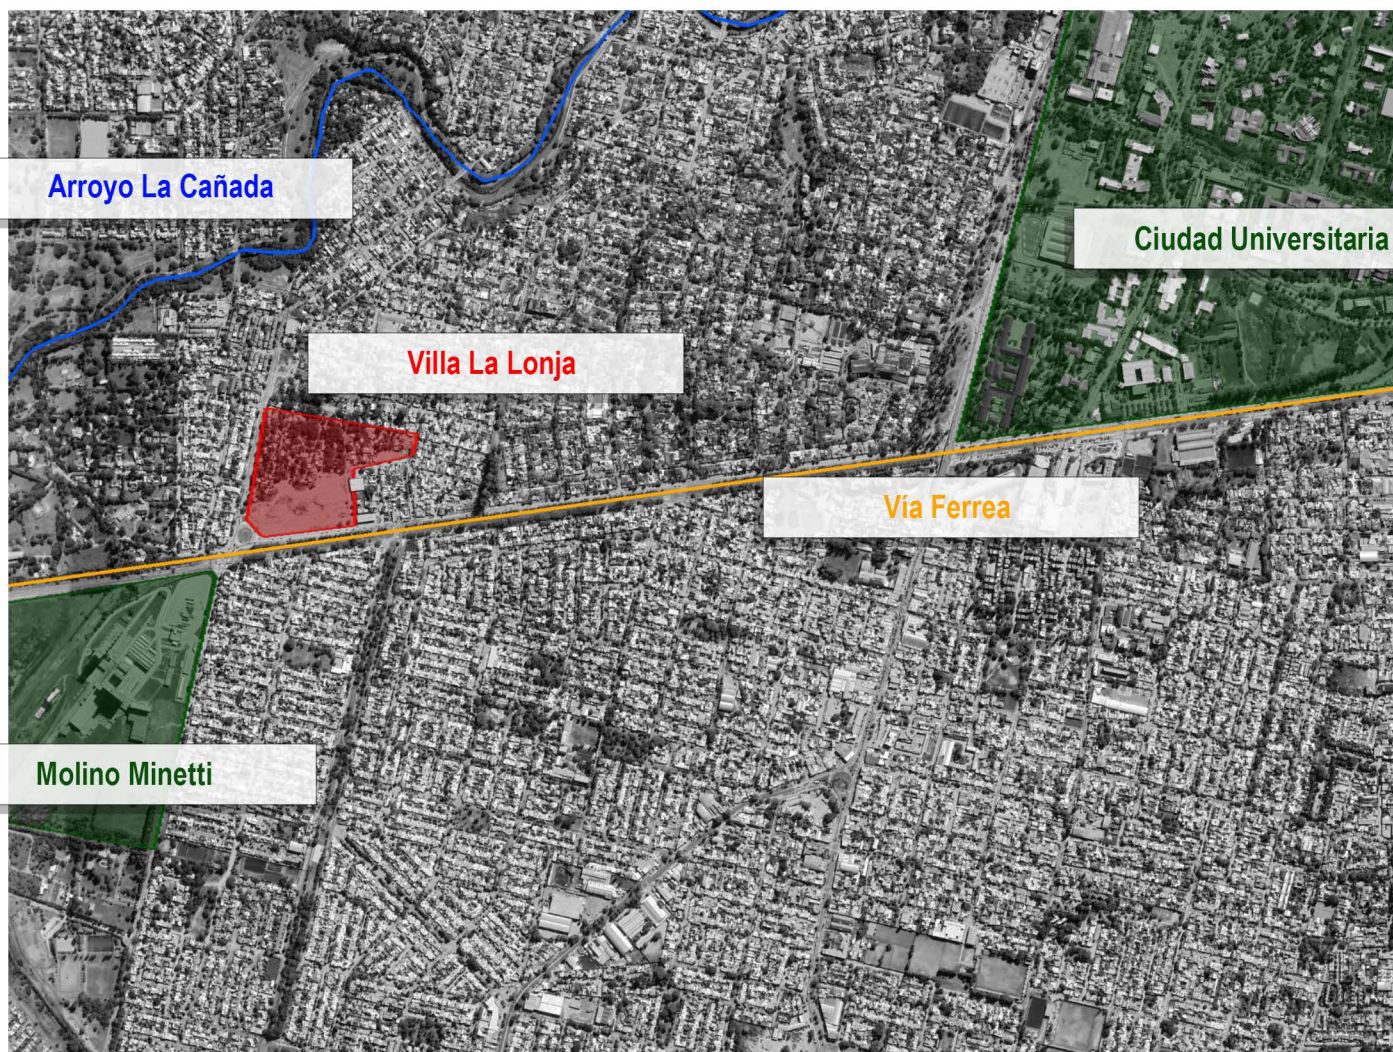 Arroyo La Cañada
Ciudad Universitaria
Villa La Lonja
Vía Ferrea
Molino Minetti